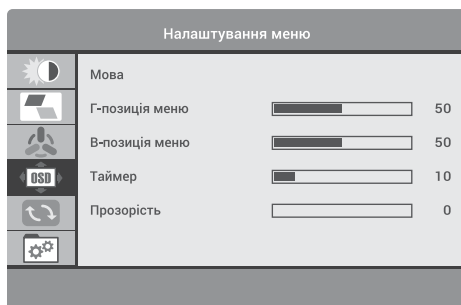 Налаштування меню
Мова
Г-позиція меню 50
В-позиція меню 50
OSD
Таймер 10
Прозорість 0